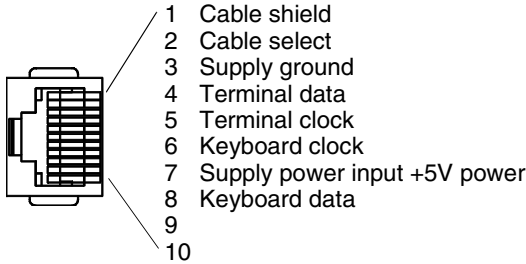 1 Cable shield
2 Cable select
3 Supply ground
4 Terminal data
5 Terminal clock
6 Keyboard clock
7 Supply power input +5V power
8 Keyboard data
9
10